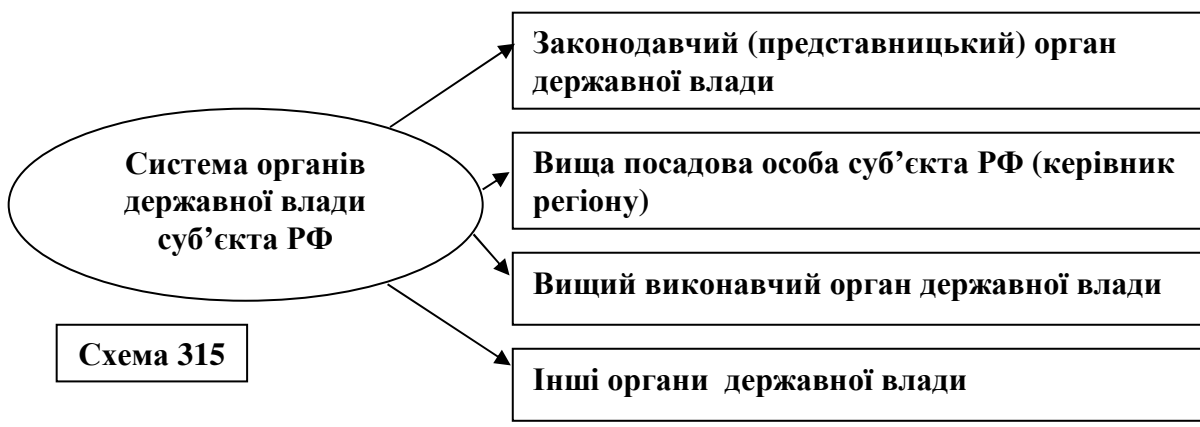 Законодавчий (представницький) орган
державної влади
Система органів
державної влади
суб’єкта РФ
Вища посадова особа суб’єкта РФ (керівник
регіону)
Вищий виконавчий орган державної влади
Інші органи державної влади
Схема 315